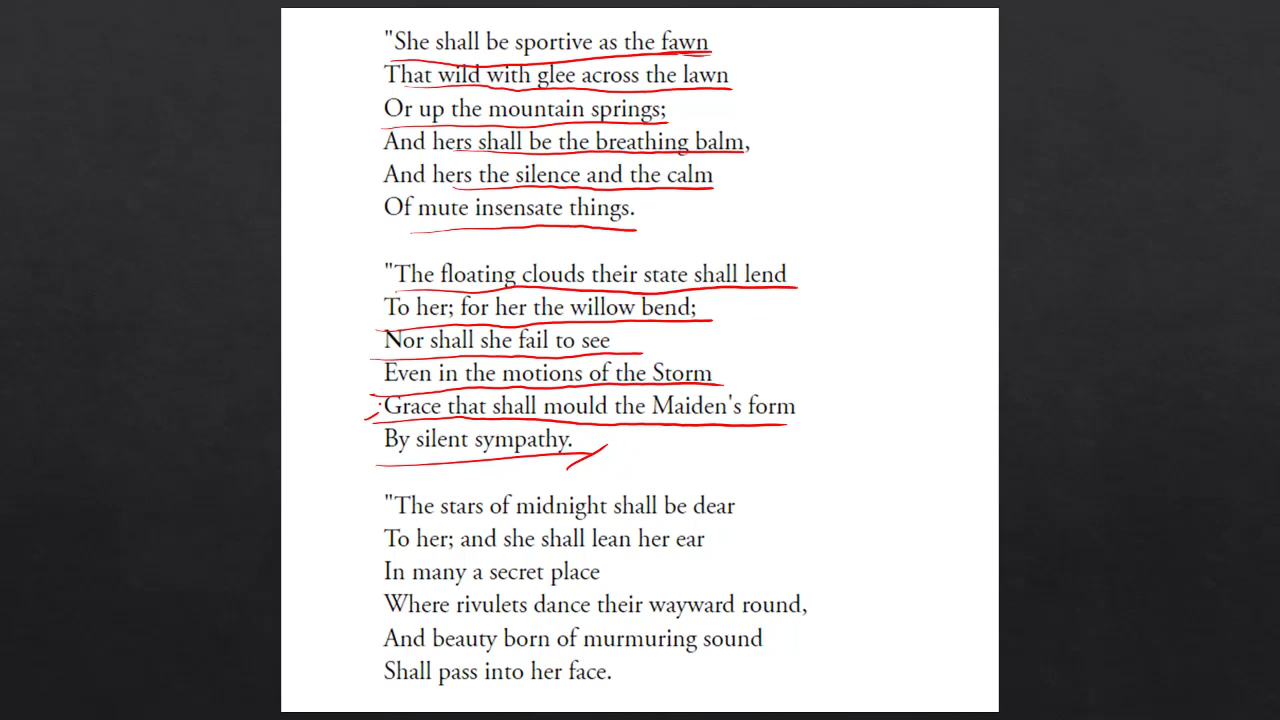 "She shall be sportive as the fawn
That wild with glee across the lawn
Or up the mountain springs;
And hers shall be the breathing balm,
And hers the silence and the calm
Of mute insensate things.
"The floating clouds their state shall lend
To her; for her the willow bend;
Nor shall she fail to see
Even in the motions of the Storm
Grace that shall mould the Maiden's form
By silent sympathy.
"The stars of midnight shall be dear
To her; and she shall lean her ear
In many a secret place
Where rivulets dance their wayward round,
And beauty born of murmuring sound
Shall pass into her face.